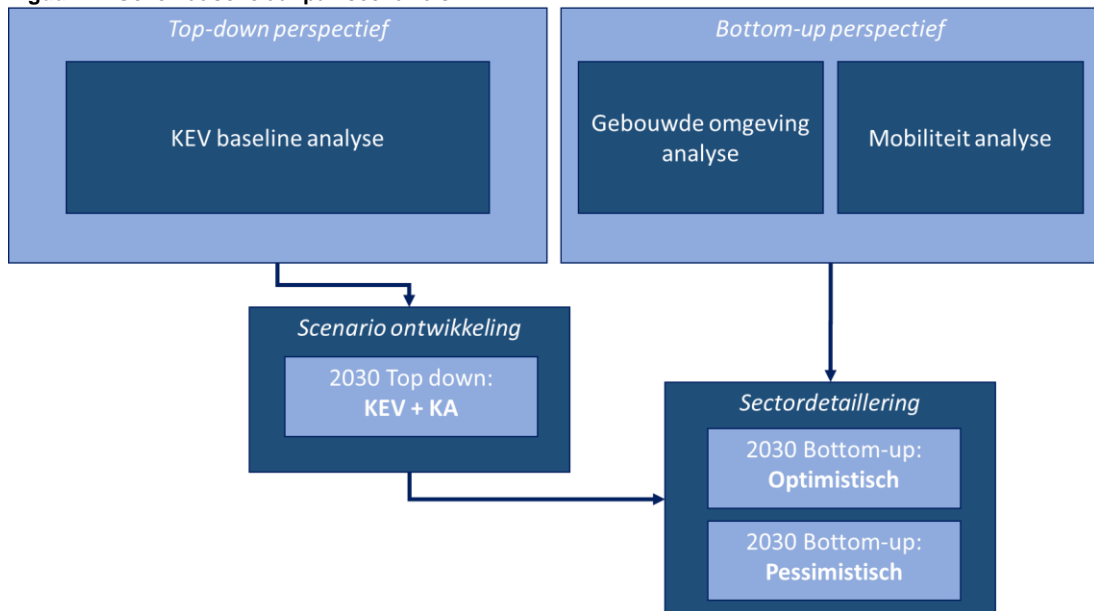 Top-down perspectief
KEV baseline analyse
Bottom-up perspectief
Gebouwde omgeving
analyse
Mobiliteit analyse
Scenario ontwikkeling
2030 Top down:
KEV + KA
Sectordetaillering
2030 Bottom-up:
Optimistisch
2030 Bottom-up:
Pessimistisch